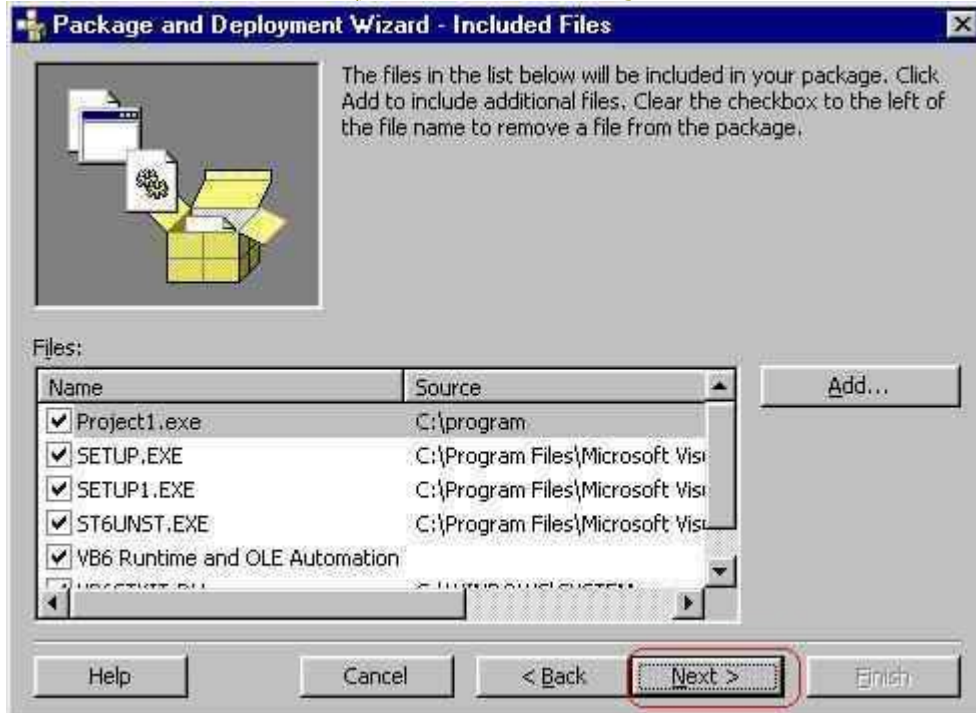 Package and Deployment Wizard - Included Files
The files in the list below will be included in your package. Click
Add to include additional files. Clear the checkbox to the left of
the file name to remove a file from the package.
Files:
Name Source
Add...
Project1.exe C:\program
SETUP.EXE C:\Program Files\Microsoft Visu
SETUP1.EXE C:\Program Files\Microsoft Visu
ST6UNST.EXE C:\Program Files\Microsoft Visu
VB6 Runtime and OLE Automation
Help Cancel < Back Next > Finish